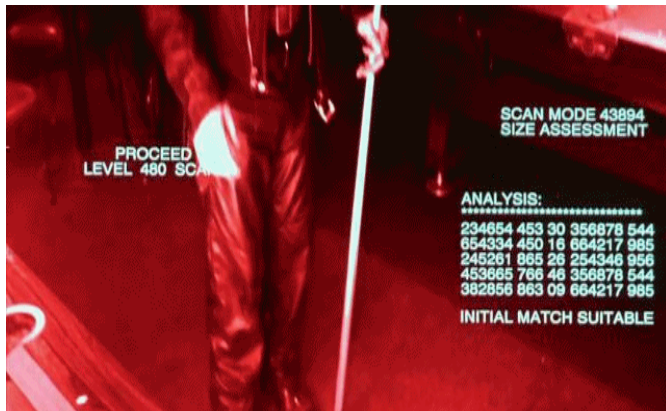 PROCEED
LEVEL 480
SCAN MODE 43894
SIZE ASSESSMENT
ANALYSIS:
******************************
234654 453 30 356878 544
654334 450 16 664217 985
245261 865 26 254346 956
453665 766 46 356878 544
382856 863 09 664217 985
INITIAL MATCH SUITABLE